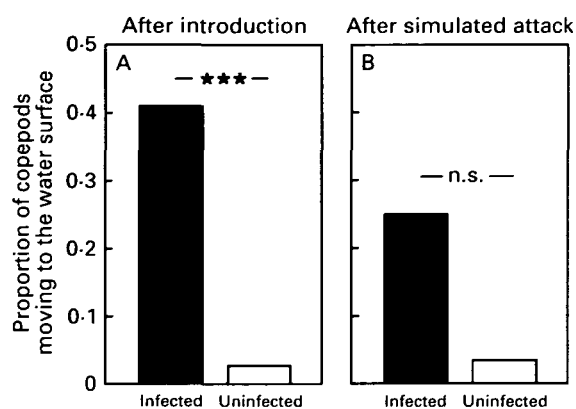 After introduction
After simulated attack
Proportion of copepods
moving to the water surface
0·5
0·4
0·3
0·2
0·1
0
A
— ★★★ —
B
— n.s. —
Infected Uninfected
Infected Uninfected